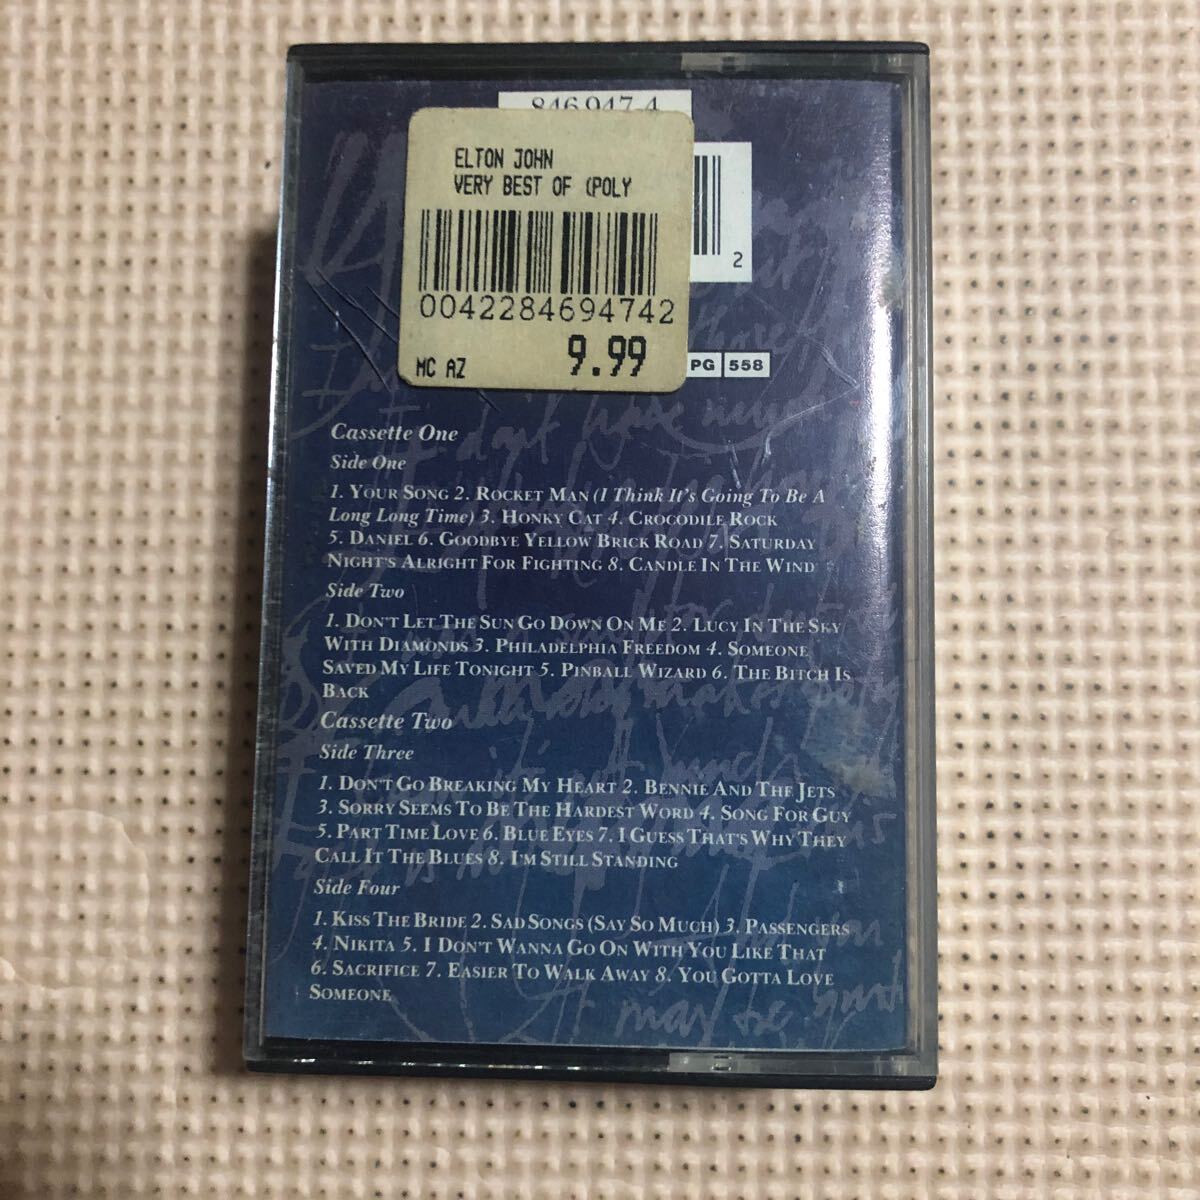 846 947-4
ELTON JOHN
VERY BEST OF (POLY
2
0042284694742
MC AZ 9.99
PG 558
Cassette One
Side One
1. YOUR SONG 2. ROCKET MAN (I Think It's Going To Be A
Long Long Time) 3. HONKY CAT 4. CROCODILE ROCK
5. DANIEL 6. GOODBYE YELLOW BRICK ROAD 7. SATURDAY
NIGHT'S ALRIGHT FOR FIGHTING 8. CANDLE IN THE WIND
Side Two
1. DON'T LET THE SUN GO DOWN ON ME 2. LUCY IN THE SKY
WITH DIAMONDS 3. PHILADELPHIA FREEDOM 4. SOMEONE
SAVED MY LIFE TONIGHT 5. PINBALL WIZARD 6. THE BITCH IS
BACK
Cassette Two
Side Three
1. DON'T GO BREAKING MY HEART 2. BENNIE AND THE JETS
3. SORRY SEEMS TO BE THE HARDEST WORD 4. SONG FOR GUY
5. PART TIME LOVE 6. BLUE EYES 7. I GUESS THAT'S WHY THEY
CALL IT THE BLUES 8. I'M STILL STANDING
Side Four
1. KISS THE BRIDE 2. SAD SONGS (SAY SO MUCH) 3. PASSENGERS
4. NIKITA 5. I DON'T WANNA GO ON WITH YOU LIKE THAT
6. SACRIFICE 7. EASIER TO WALK AWAY 8. YOU GOTTA LOVE
SOMEONE